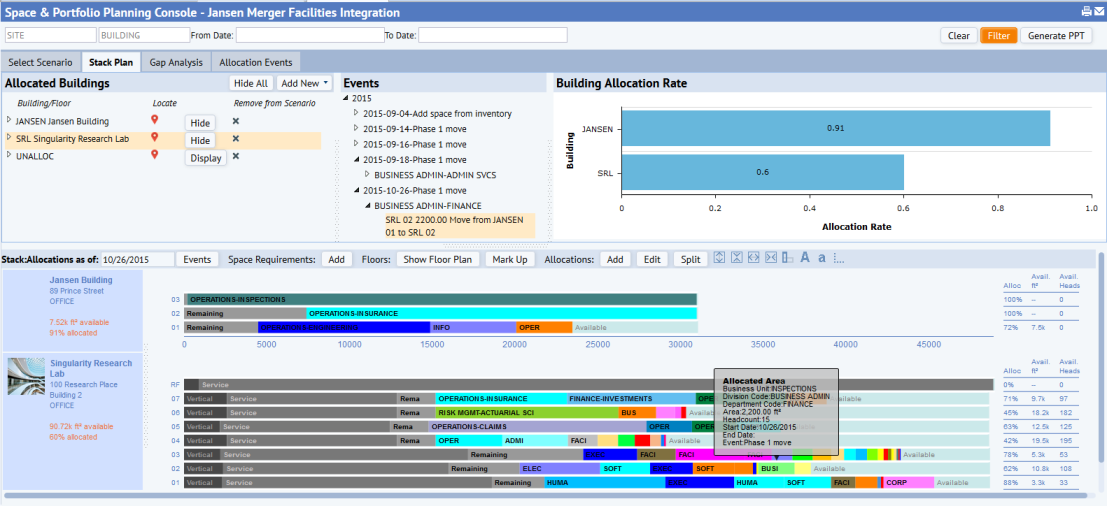 Space & Portfolio Planning Console - Jansen Merger Facilities Integration
SITE BUILDING From Date: To Date: Clear Filter Generate PPT
Select Scenario Stack Plan Gap Analysis Allocation Events
Allocated Buildings Hide All Add New
Building/Floor Locate Remove from Scenario
JANSEN Jansen Building Hide
SRL Singularity Research Lab Hide
UNALLOC Display
Events
2015
2015-09-04-Add space from inventory
2015-09-14-Phase 1 move
2015-09-16-Phase 1 move
2015-09-18-Phase 1 move
BUSINESS ADMIN-ADMIN SVCS
2015-10-26-Phase 1 move
BUSINESS ADMIN-FINANCE
SRL 02 2200.00 Move from JANSEN
01 to SRL 02
Building Allocation Rate
Building
JANSEN 0.91
SRL 0.6
0 0.2 0.4 0.6 0.8 1.0
Allocation Rate
Stack:Allocations as of: 10/26/2015 Events Space Requirements: Add Floors: Show Floor Plan Mark Up Allocations: Add Edit Split A a
Jansen Building
89 Prince Street
OFFICE
7.52k ft² available
91% allocated
Alloc Avail. ft² Avail. Heads
03 OPERATIONS-INSPECTIONS 100% – 0
02 Remaining OPERATIONS-INSURANCE 100% – 0
01 Remaining INFO OPER Available 72% 7.5k 0
0 5000 10000 15000 20000 25000 30000 35000 40000 45000
Singularity Research
Lab
100 Research Place
Building 2
OFFICE
90.72k ft² available
60% allocated
Alloc Avail. ft² Avail. Heads
RF Service 0% – 0
07 Vertical Service Rema OPERATIONS-INSURANCE FINANCE-INVESTMENTS Available 71% 9.7k 97
06 Vertical Service Rema RISK MGMT-ACTUARIAL SCI BUS Available 45% 18.2k 182
05 Vertical Service Rema OPERATIONS-CLAIMS OPER OPER Available 63% 12.5k 125
04 Vertical Service Rema OPER ADMI FACI Available 42% 19.5k 195
03 Vertical Service Remaining EXEC FACI FACI Available 78% 5.3k 53
02 Vertical Service Remaining ELEC SOFT EXEC SOFT BUSI Available 62% 10.8k 108
01 Vertical Service Remaining HUMA EXEC HUMA SOFT FACI CORP Available 88% 3.3k 33
Allocated Area
Business Unit:INSPECTIONS
Division Code:BUSINESS ADMIN
Department Code:FINANCE
Area:2,200.00 ft²
Headcount:15
Start Date:10/26/2015
End Date:
Event:Phase 1 move